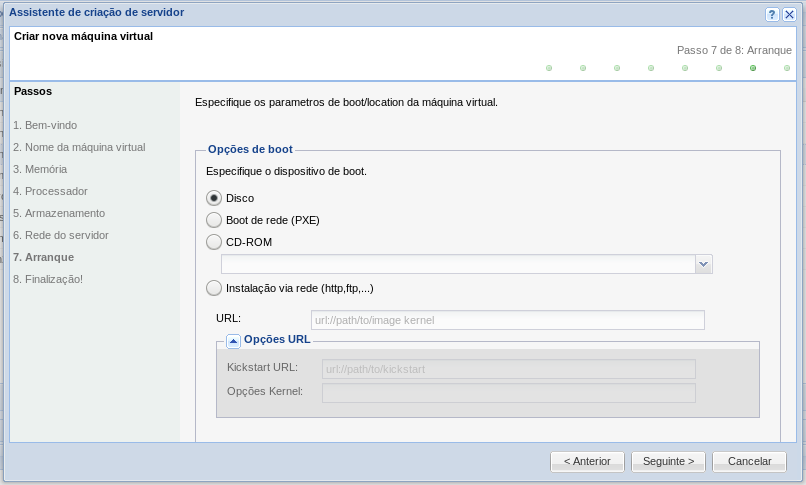 Assistente de criação de servidor
Criar nova máquina virtual
Passo 7 de 8: Arranque
Passos
1. Bem-vindo
2. Nome da máquina virtual
3. Memória
4. Processador
5. Armazenamento
6. Rede do servidor
7. Arranque
8. Finalização!
Especifique os parametros de boot/location da máquina virtual.
Opções de boot
Especifique o dispositivo de boot.
Disco
Boot de rede (PXE)
CD-ROM
Instalação via rede (http,ftp,...)
URL: url://path/to/image kernel
Opções URL
Kickstart URL: url://path/to/kickstart
Opções Kernel:
< Anterior Seguinte > Cancelar